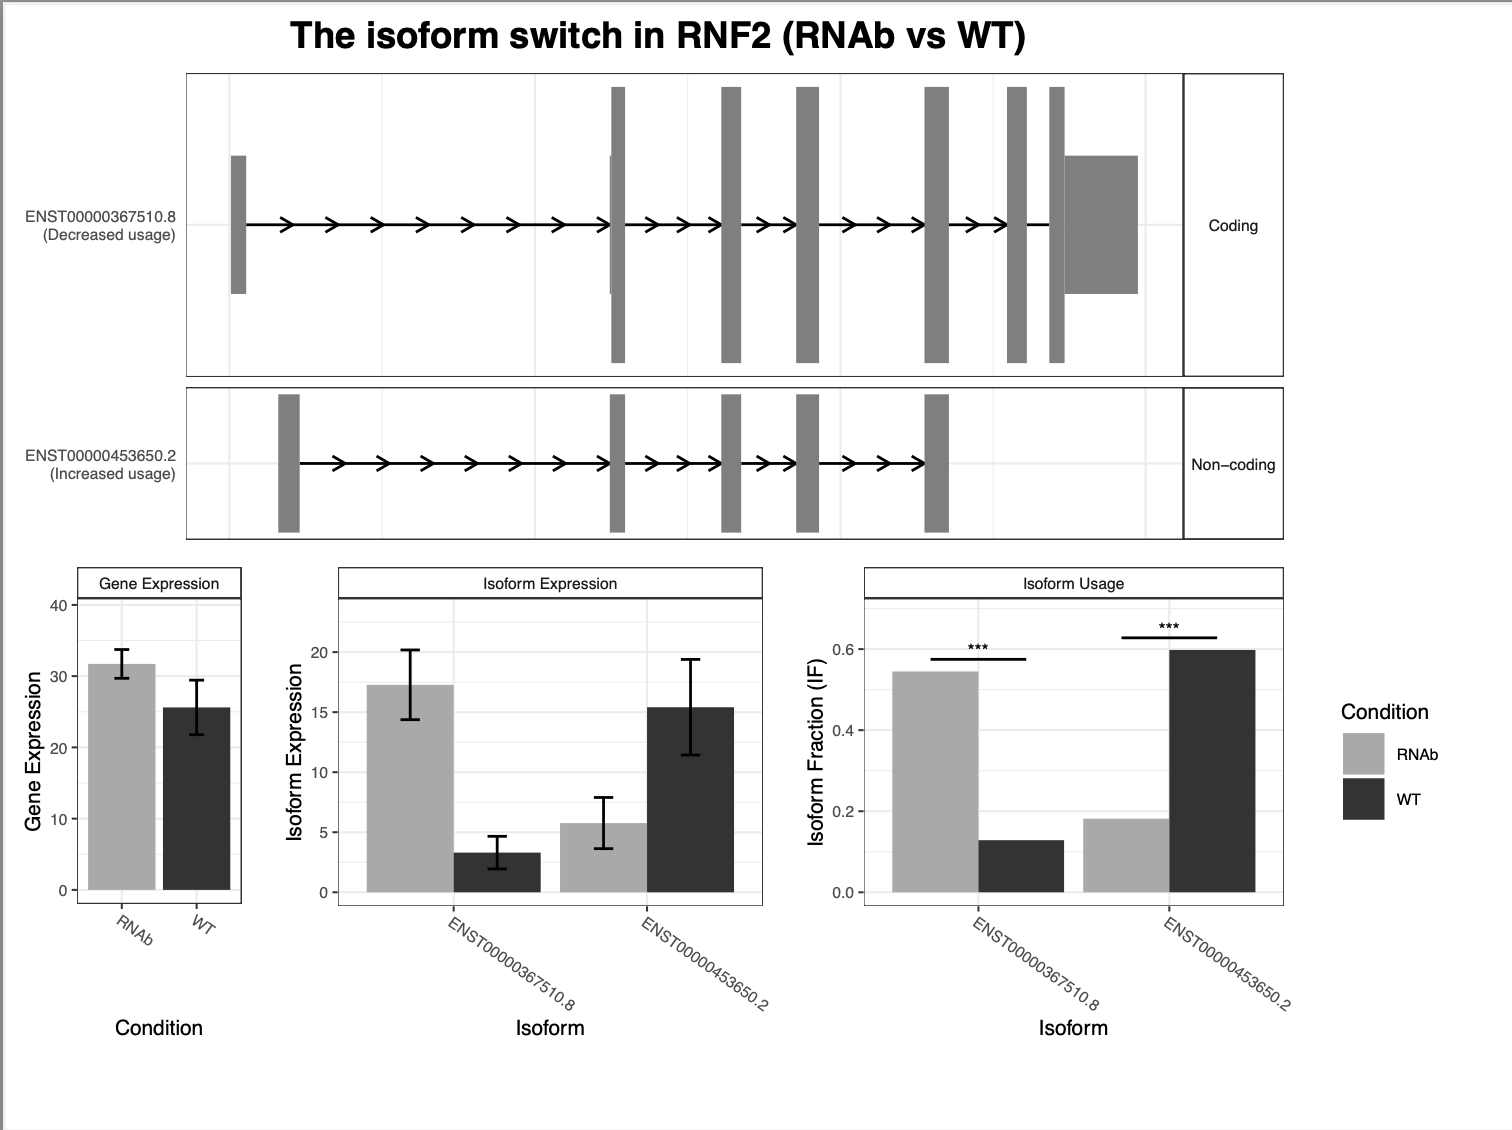 The isoform switch in RNF2 (RNAb vs WT)
ENST00000367510.8
(Decreased usage)
Coding
ENST00000453650.2
(Increased usage)
Non–coding
Gene Expression
Gene Expression
40
30
20
10
0
RNAb
WT
Condition
Isoform Expression
Isoform Expression
20
15
10
5
0
ENST00000367510.8
ENST00000453650.2
Isoform
Isoform Usage
Isoform Fraction (IF)
0.6
0.4
0.2
0.0
***
***
ENST00000367510.8
ENST00000453650.2
Isoform
Condition
RNAb
WT